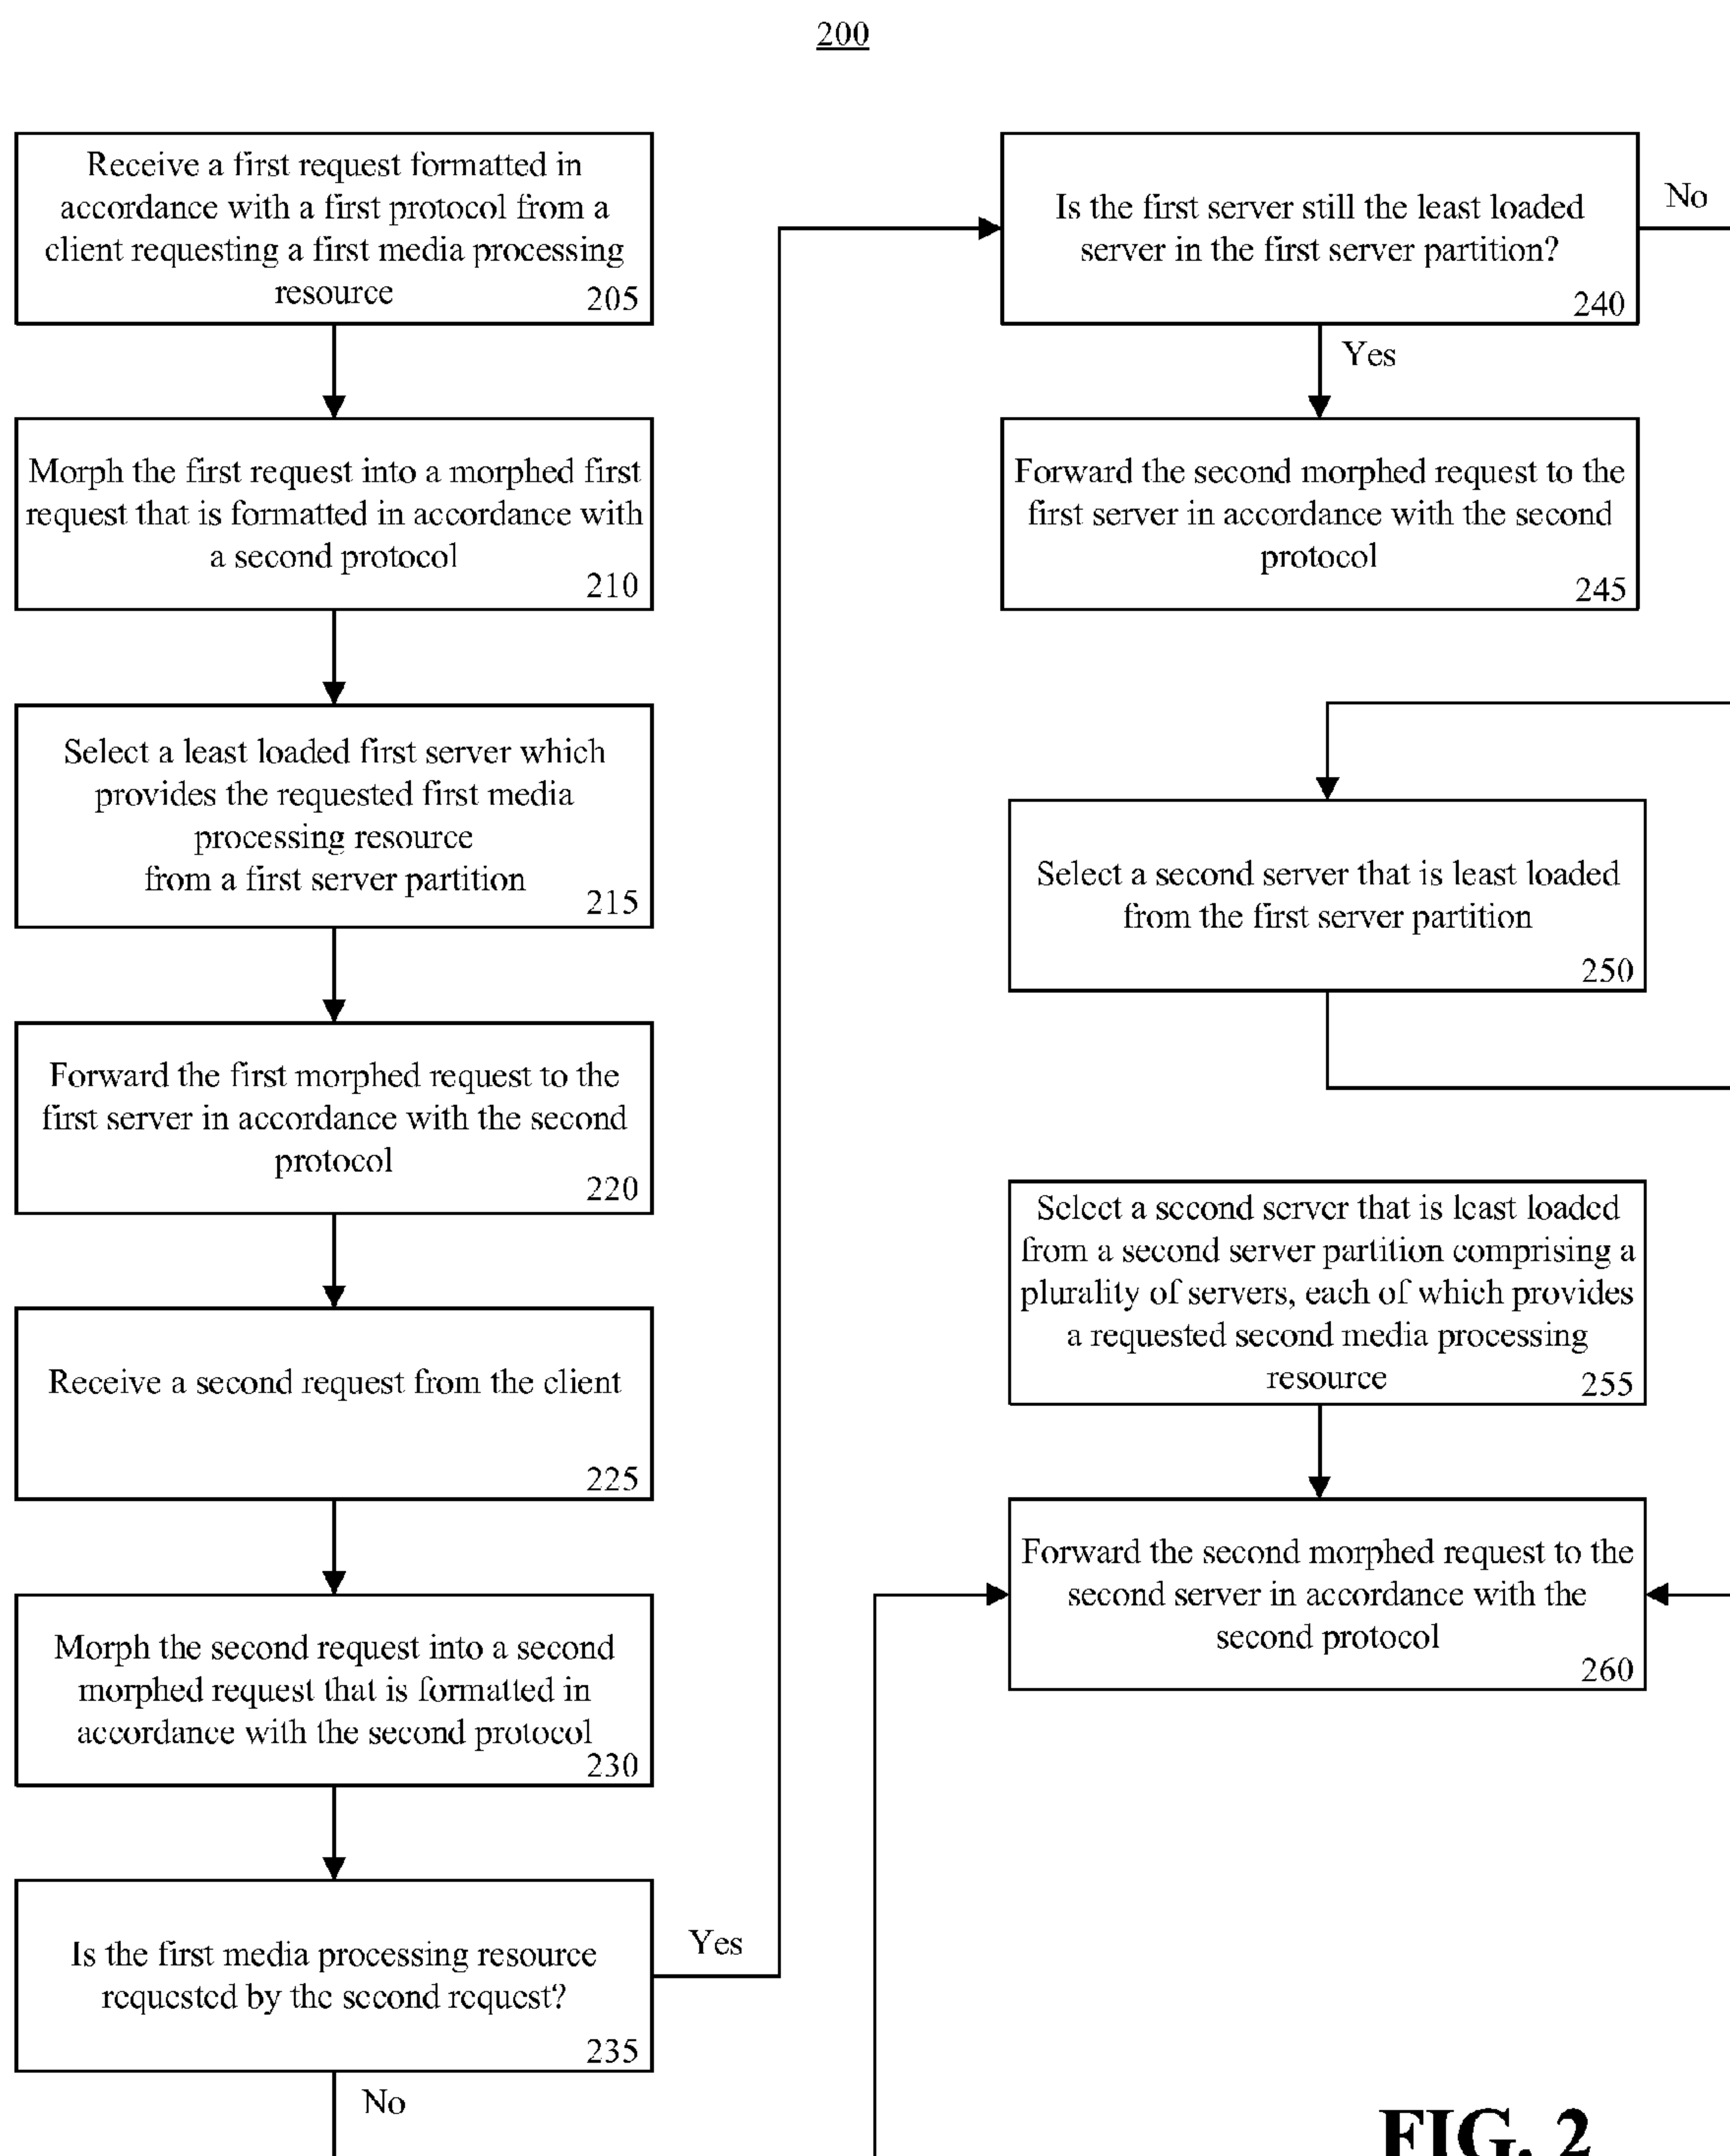 200
Receive a first request formatted in
accordance with a first protocol from a
client requesting a first media processing
resource
205
Morph the first request into a morphed first
request that is formatted in accordance with
a second protocol
210
Select a least loaded first server which
provides the requested first media
processing resource
from a first server partition
215
Forward the first morphed request to the
first server in accordance with the second
protocol
220
Receive a second request from the client
225
Morph the second request into a second
morphed request that is formatted in
accordance with the second protocol
230
Is the first media processing resource
requested by the second request?
235
Yes
No
Is the first server still the least loaded
server in the first server partition?
240
No
Yes
Forward the second morphed request to the
first server in accordance with the second
protocol
245
Select a second server that is least loaded
from the first server partition
250
Select a second server that is least loaded
from a second server partition comprising a
plurality of servers, each of which provides
a requested second media processing
resource
255
Forward the second morphed request to the
second server in accordance with the
second protocol
260
FIG. 2